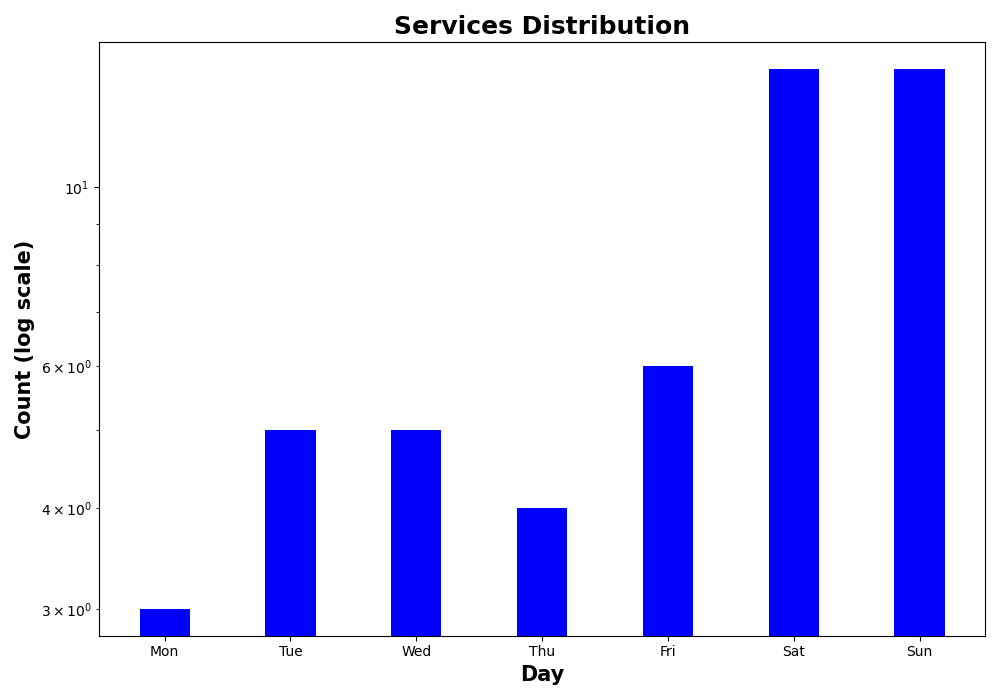 Services Distribution
Count (log scale)
10¹
6 × 10⁰
4 × 10⁰
3 × 10⁰
Mon Tue Wed Thu Fri Sat Sun
Day